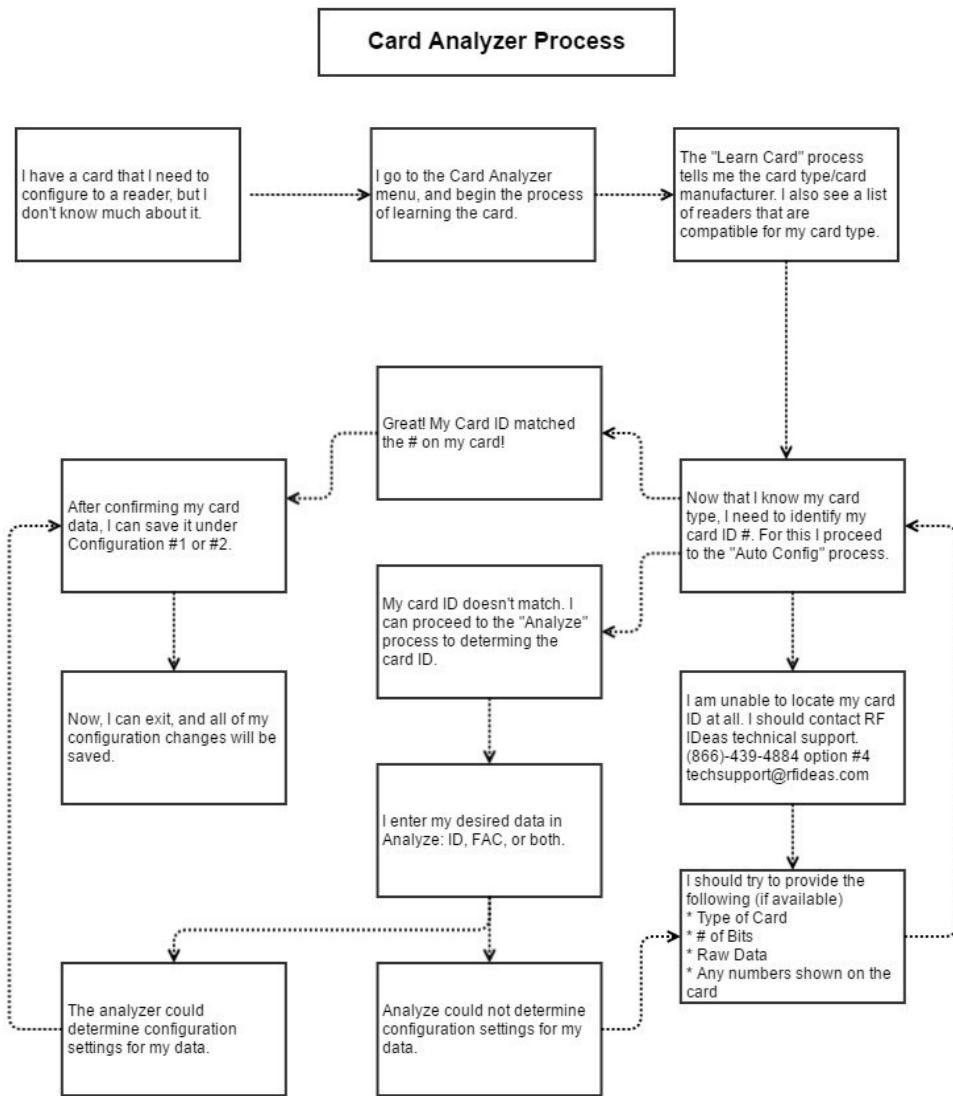 Card Analyzer Process
I have a card that I need to
configure to a reader, but I
don't know much about it.
I go to the Card Analyzer
menu, and begin the process
of learning the card.
The "Learn Card" process
tells me the card type/card
manufacturer. I also see a list
of readers that are
compatible for my card type.
Great! My Card ID matched
the # on my card!
After confirming my card
data, I can save it under
Configuration #1 or #2.
Now that I know my card
type, I need to identify my
card ID #. For this I proceed
to the "Auto Config" process.
My card ID doesn't match. I
can proceed to the "Analyze"
process to determing the
card ID.
Now, I can exit, and all of my
configuration changes will be
saved.
I am unable to locate my card
ID at all. I should contact RF
IDeas technical support.
(866)-439-4884 option #4
techsupport@rfideas.com
I enter my desired data in
Analyze: ID, FAC, or both.
I should try to provide the
following (if available)
* Type of Card
* # of Bits
* Raw Data
* Any numbers shown on the
card
The analyzer could
determine configuration
settings for my data.
Analyze could not determine
configuration settings for my
data.